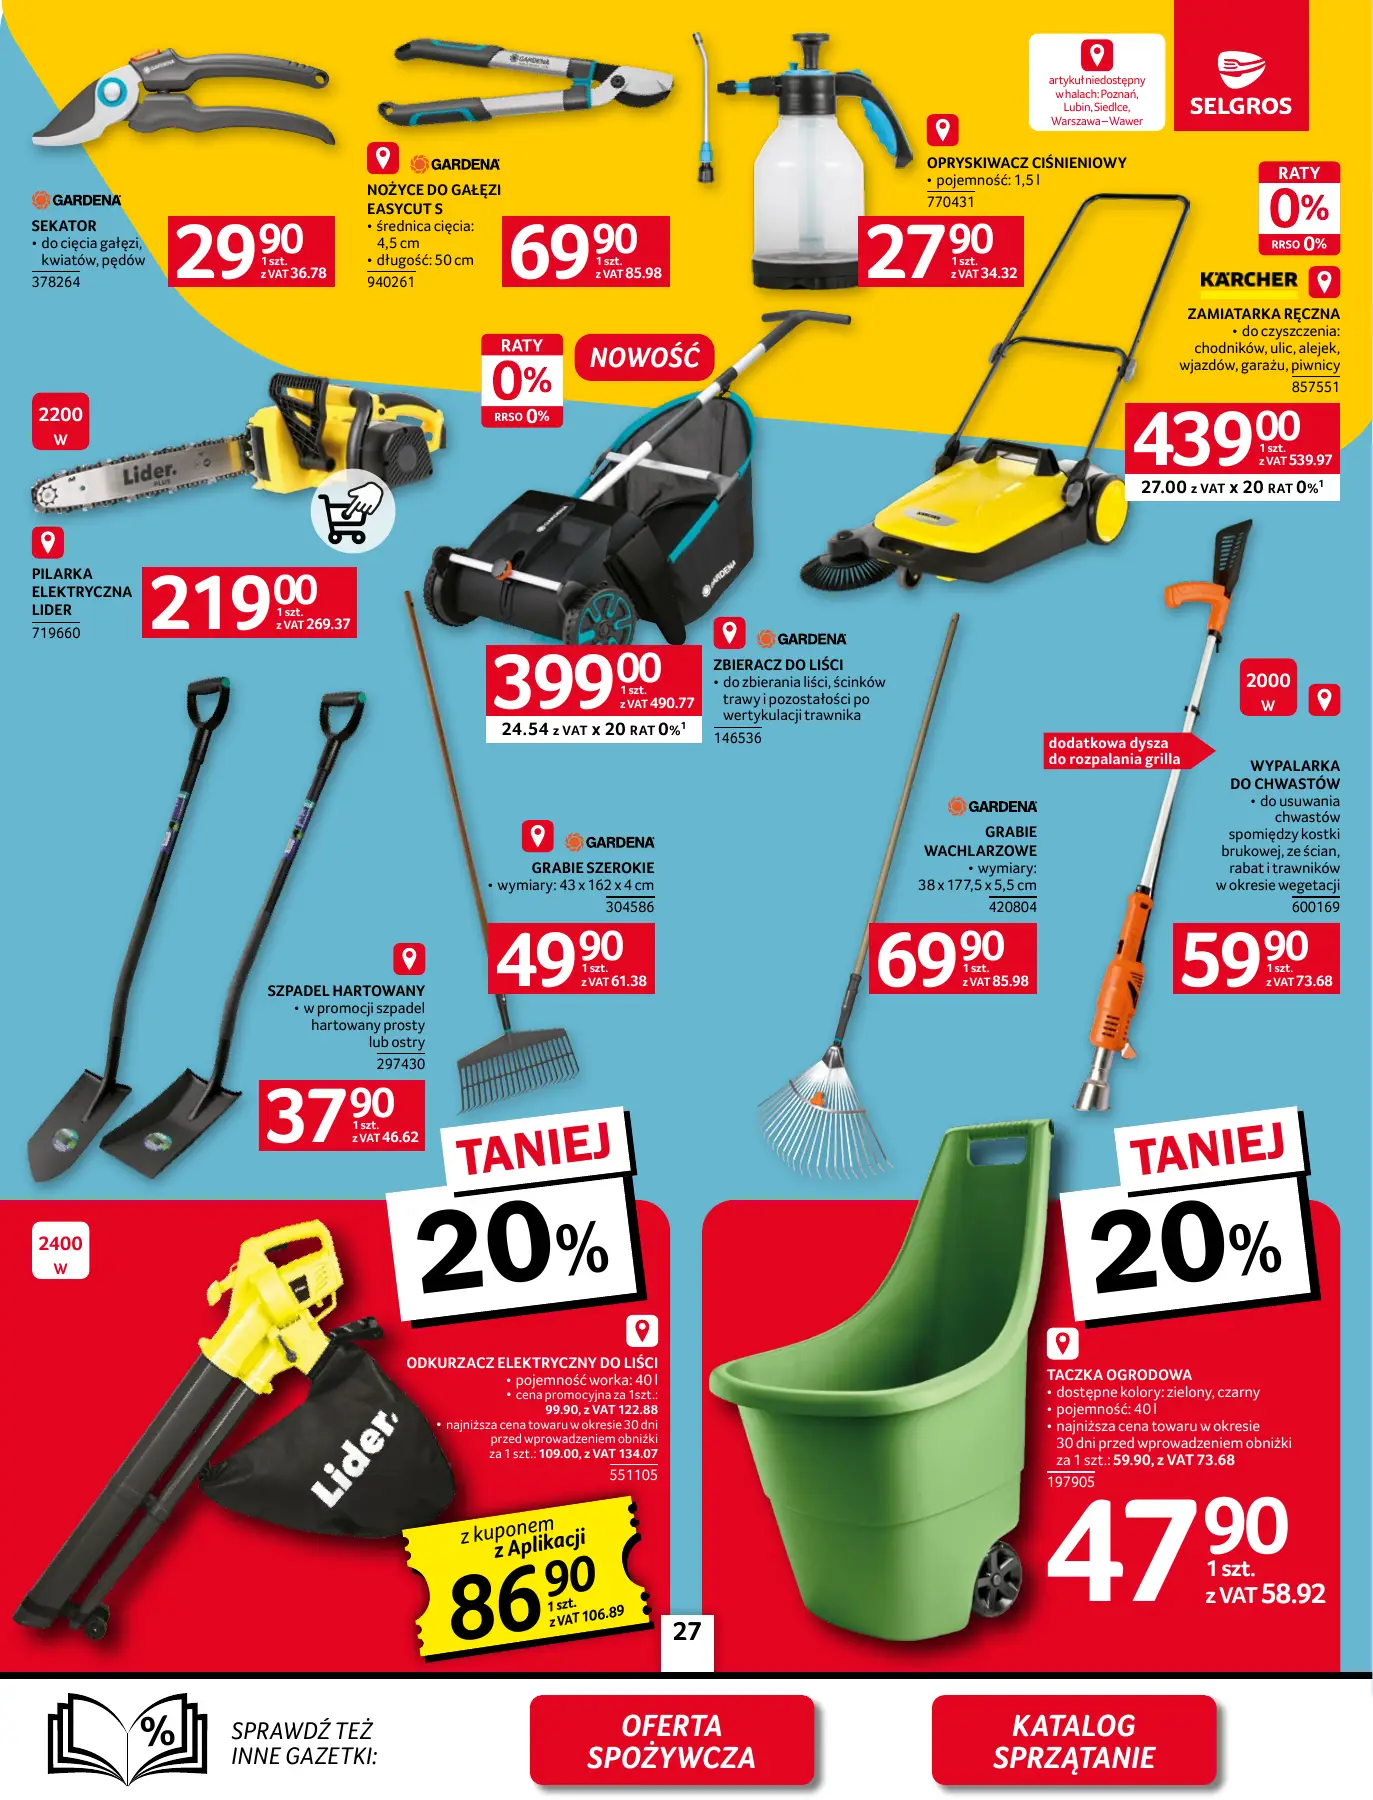 artykuł niedostępny
w halach: Poznań,
Lubin, Siedlce,
Warszawa – Wawer
SELGROS
GARDENA
SEKATOR
• do cięcia gałęzi,
kwiatów, pędów
378264
29 90
1 szt.
z VAT 36.78
GARDENA
NOŻYCE DO GAŁĘZI
EASYCUT S
• średnica cięcia:
4,5 cm
• długość: 50 cm
940261
69 90
1 szt.
z VAT 85.98
OPRYSKIWACZ CIŚNIENIOWY
• pojemność: 1,5 l
770431
27 90
1 szt.
z VAT 34.32
RATY
0%
RRSO 0%
KÄRCHER
ZAMIATARKA RĘCZNA
• do czyszczenia:
chodników, ulic, alejek,
wjazdów, garażu, piwnicy
857551
439 00
1 szt.
z VAT 539.97
27.00 z VAT x 20 RAT 0%¹
2200
W
Lider.
PLUS
PILARKA
ELEKTRYCZNA
LIDER
719660
219 00
1 szt.
z VAT 269.37
RATY
0%
RRSO 0%
NOWOŚĆ
GARDENA
399 00
1 szt.
z VAT 490.77
24.54 z VAT x 20 RAT 0%¹
GARDENA
ZBIERACZ DO LIŚCI
• do zbierania liści, ścinków
trawy i pozostałości po
wertykulacji trawnika
146536
2000
W
dodatkowa dysza
do rozpalania grilla
WYPALARKA
DO CHWASTÓW
• do usuwania
chwastów
spomiędzy kostki
brukowej, ze ścian,
rabat i trawników
w okresie wegetacji
600169
59 90
1 szt.
z VAT 73.68
GARDENA
GRABIE SZEROKIE
• wymiary: 43 x 162 x 4 cm
304586
49 90
1 szt.
z VAT 61.38
GARDENA
GRABIE
WACHLARZOWE
• wymiary:
38 x 177,5 x 5,5 cm
420804
69 90
1 szt.
z VAT 85.98
SZPADEL HARTOWANY
• w promocji szpadel
hartowany prosty
lub ostry
297430
37 90
1 szt.
z VAT 46.62
TANIEJ
20%
2400
W
Lider.
ODKURZACZ ELEKTRYCZNY DO LIŚCI
• pojemność worka: 40 l
• cena promocyjna za 1szt.:
99.90, z VAT 122.88
• najniższa cena towaru w okresie 30 dni
przed wprowadzeniem obniżki
za 1 szt.: 109.00, z VAT 134.07
551105
z kuponem
z Aplikacji
86 90
1 szt.
z VAT 106.89
TANIEJ
20%
TACZKA OGRODOWA
• dostępne kolory: zielony, czarny
• pojemność: 40 l
• najniższa cena towaru w okresie
30 dni przed wprowadzeniem obniżki
za 1 szt.: 59.90, z VAT 73.68
197905
47 90
1 szt.
z VAT 58.92
27
%
SPRAWDŹ TEŻ
INNE GAZETKI:
OFERTA
SPOŻYWCZA
KATALOG
SPRZĄTANIE